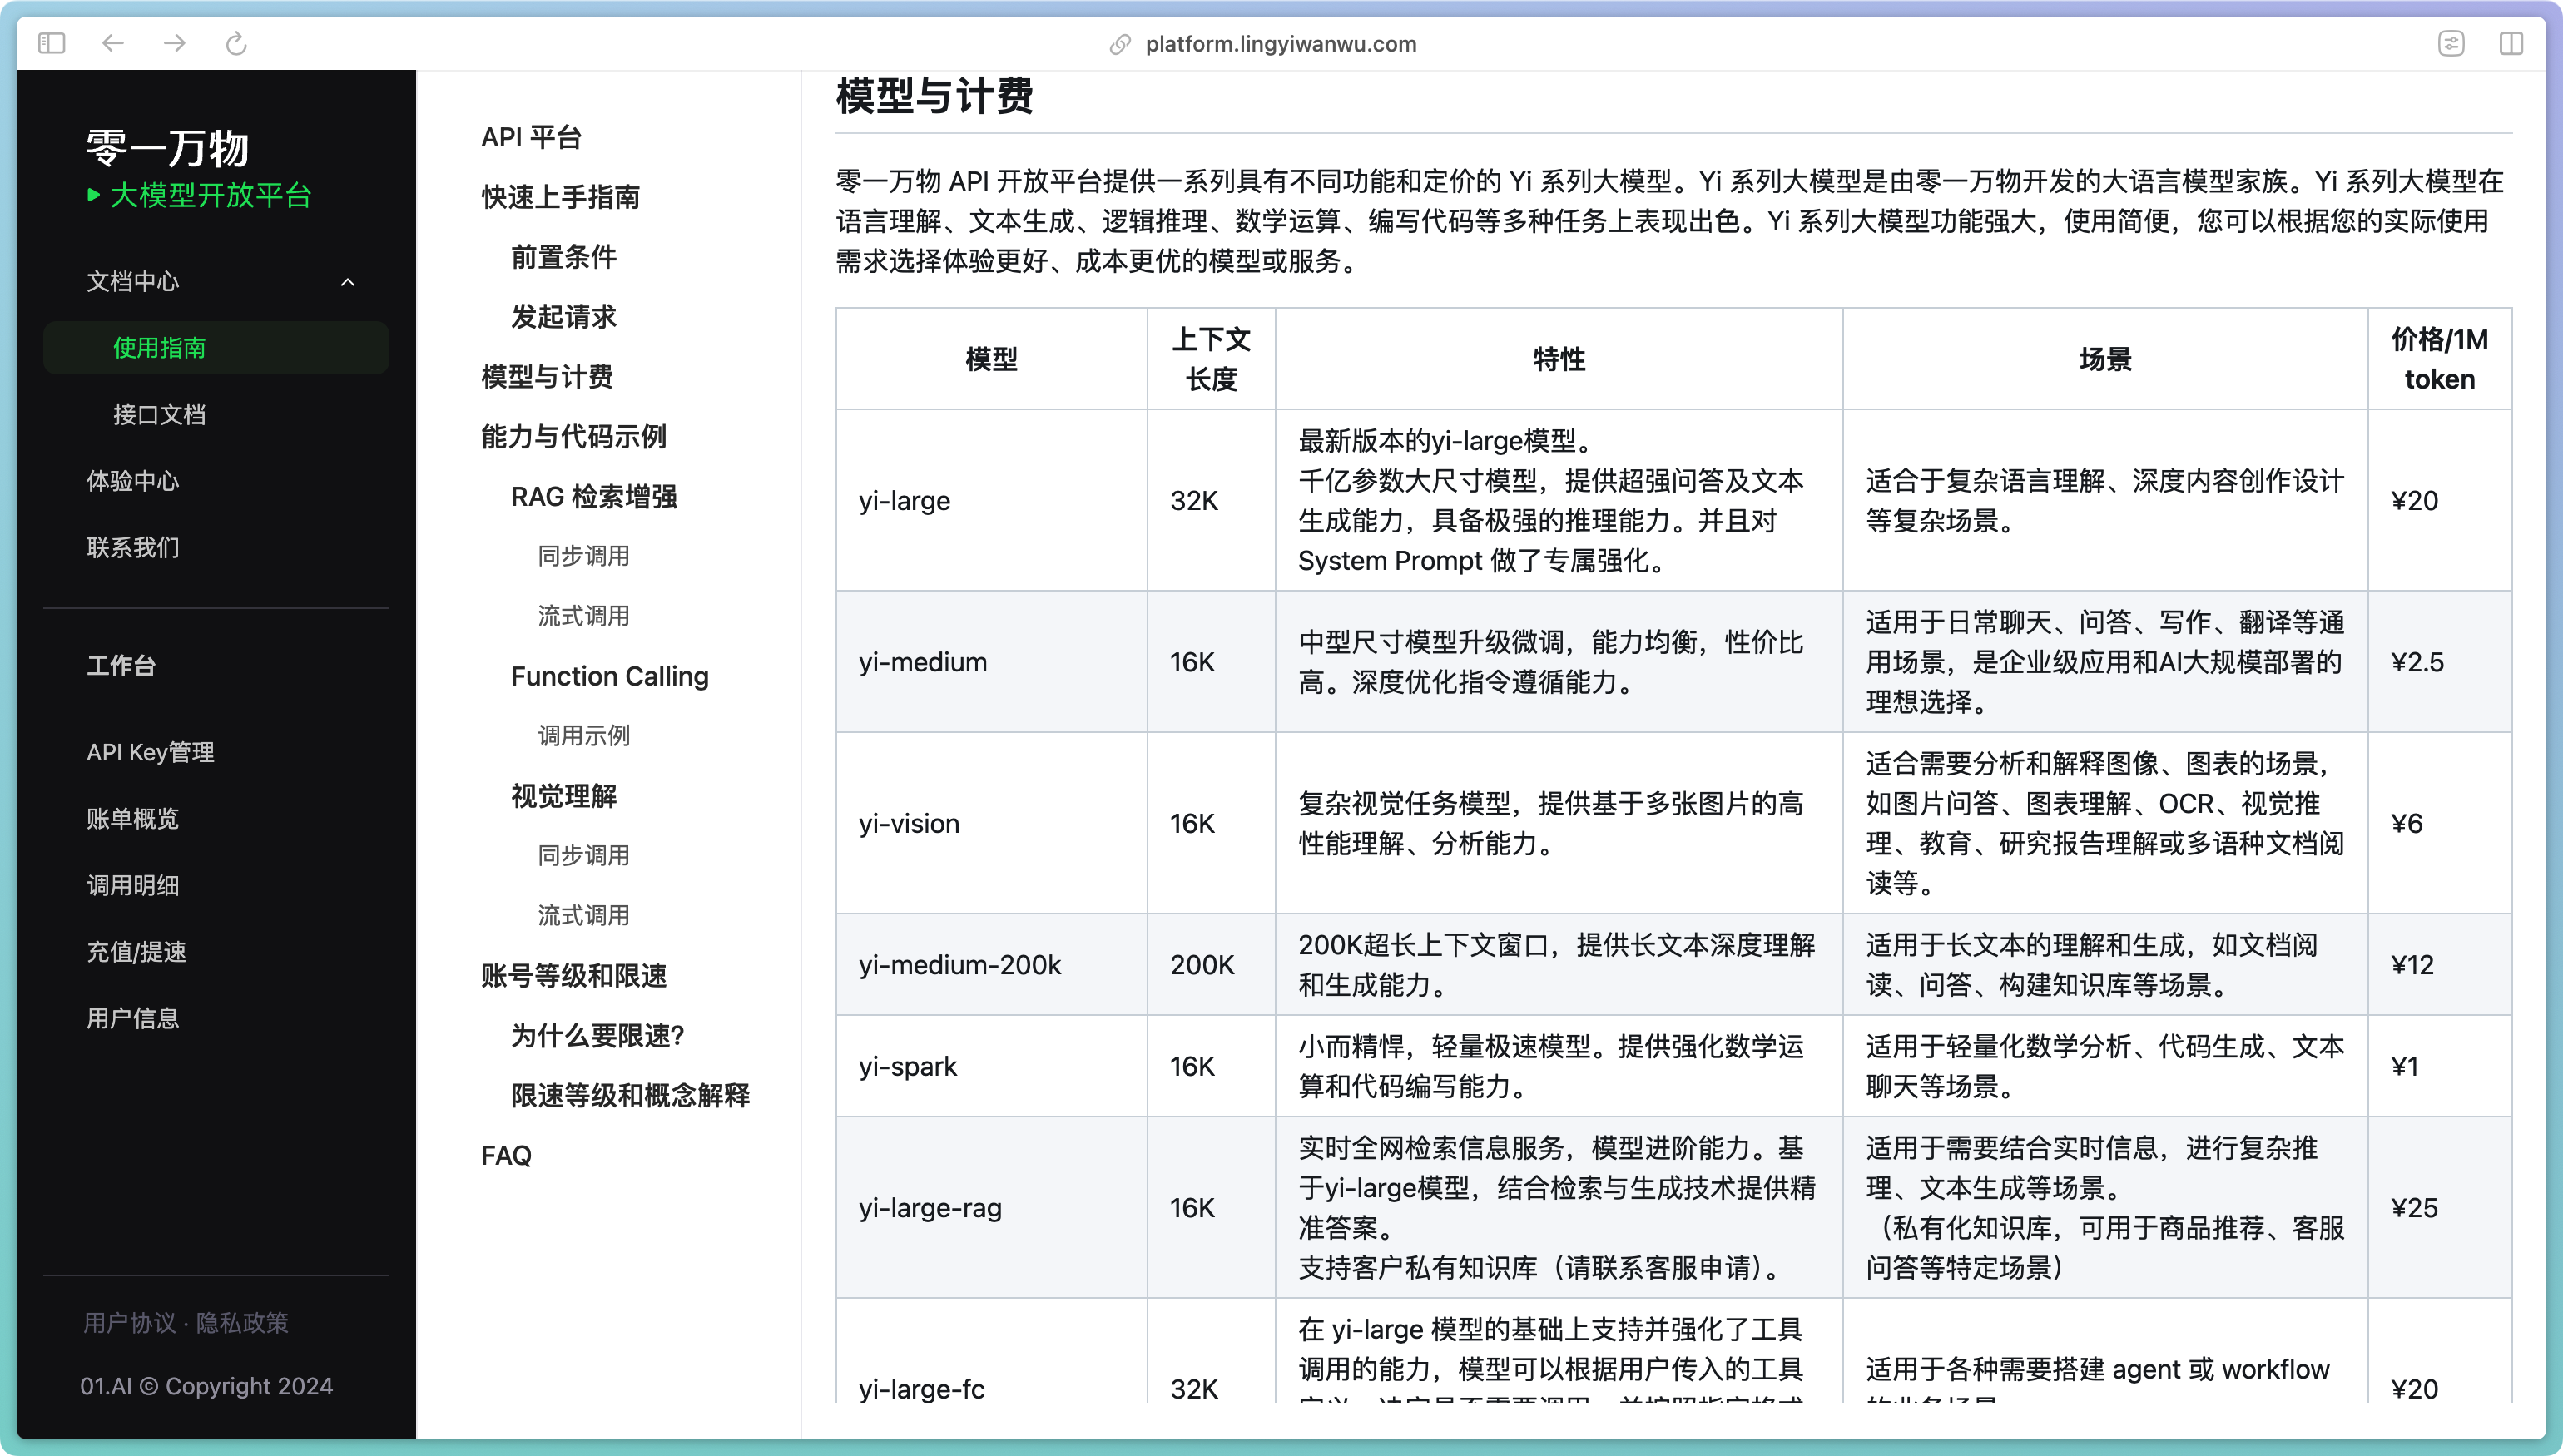 platform.lingyiwanwu.com
零一万物
大模型开放平台
文档中心
使用指南
接口文档
体验中心
联系我们
工作台
API Key管理
账单概览
调用明细
充值/提速
用户信息
用户协议 · 隐私政策
01.AI © Copyright 2024
API 平台
快速上手指南
前置条件
发起请求
模型与计费
能力与代码示例
RAG 检索增强
同步调用
流式调用
Function Calling
调用示例
视觉理解
同步调用
流式调用
账号等级和限速
为什么要限速?
限速等级和概念解释
FAQ
模型与计费
零一万物 API 开放平台提供一系列具有不同功能和定价的 Yi 系列大模型。Yi 系列大模型是由零一万物开发的大语言模型家族。Yi 系列大模型在
语言理解、文本生成、逻辑推理、数学运算、编写代码等多种任务上表现出色。Yi 系列大模型功能强大，使用简便，您可以根据您的实际使用
需求选择体验更好、成本更优的模型或服务。
模型
上下文
长度
特性
场景
价格/1M
token
yi-large
32K
最新版本的yi-large模型。
千亿参数大尺寸模型，提供超强问答及文本
生成能力，具备极强的推理能力。并且对
System Prompt 做了专属强化。
适合于复杂语言理解、深度内容创作设计
等复杂场景。
¥20
yi-medium
16K
中型尺寸模型升级微调，能力均衡，性价比
高。深度优化指令遵循能力。
适用于日常聊天、问答、写作、翻译等通
用场景，是企业级应用和AI大规模部署的
理想选择。
¥2.5
yi-vision
16K
复杂视觉任务模型，提供基于多张图片的高
性能理解、分析能力。
适合需要分析和解释图像、图表的场景，
如图片问答、图表理解、OCR、视觉推
理、教育、研究报告理解或多语种文档阅
读等。
¥6
yi-medium-200k
200K
200K超长上下文窗口，提供长文本深度理解
和生成能力。
适用于长文本的理解和生成，如文档阅
读、问答、构建知识库等场景。
¥12
yi-spark
16K
小而精悍，轻量极速模型。提供强化数学运
算和代码编写能力。
适用于轻量化数学分析、代码生成、文本
聊天等场景。
¥1
yi-large-rag
16K
实时全网检索信息服务，模型进阶能力。基
于yi-large模型，结合检索与生成技术提供精
准答案。
支持客户私有知识库（请联系客服申请）。
适用于需要结合实时信息，进行复杂推
理、文本生成等场景。
（私有化知识库，可用于商品推荐、客服
问答等特定场景）
¥25
yi-large-fc
32K
在 yi-large 模型的基础上支持并强化了工具
调用的能力，模型可以根据用户传入的工具
适用于各种需要搭建 agent 或 workflow
¥20